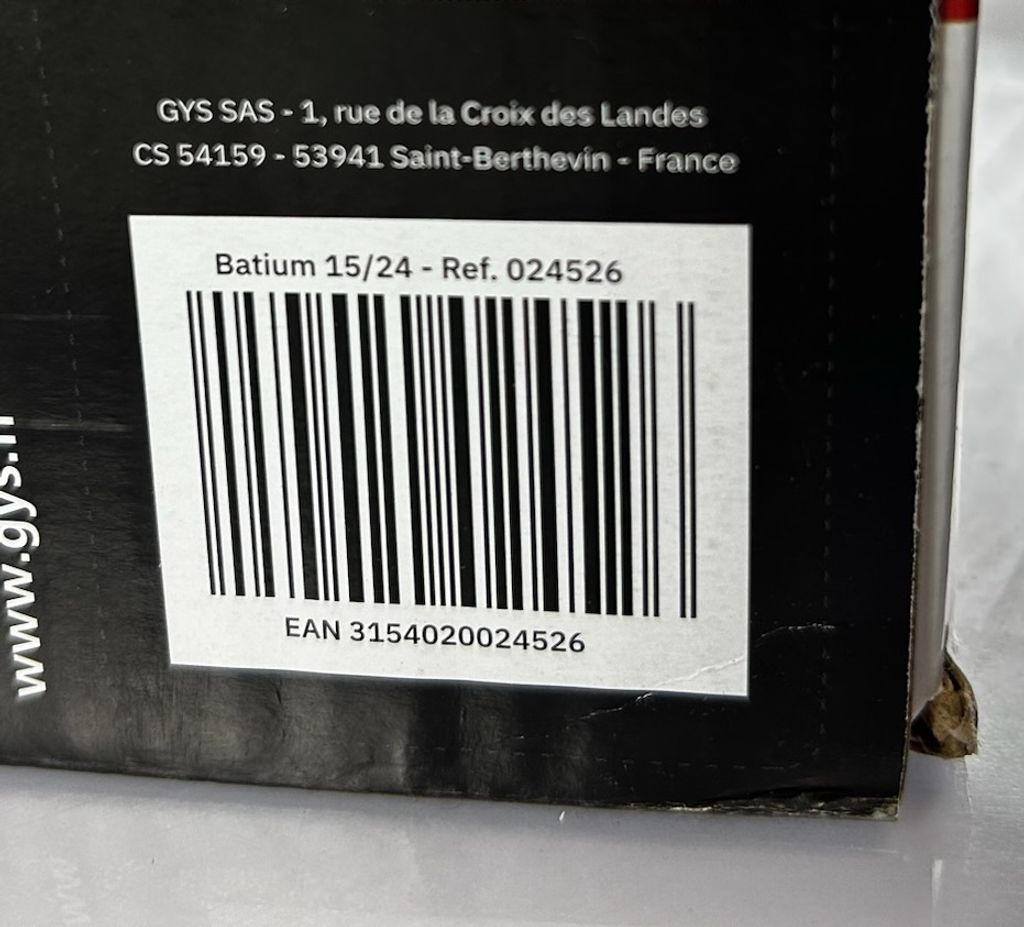 GYS SAS - 1, rue de la Croix des Landes
CS 54159 - 53941 Saint-Berthevin - France
Batium 15/24 - Ref. 024526
EAN 3154020024526
www.gys.fr